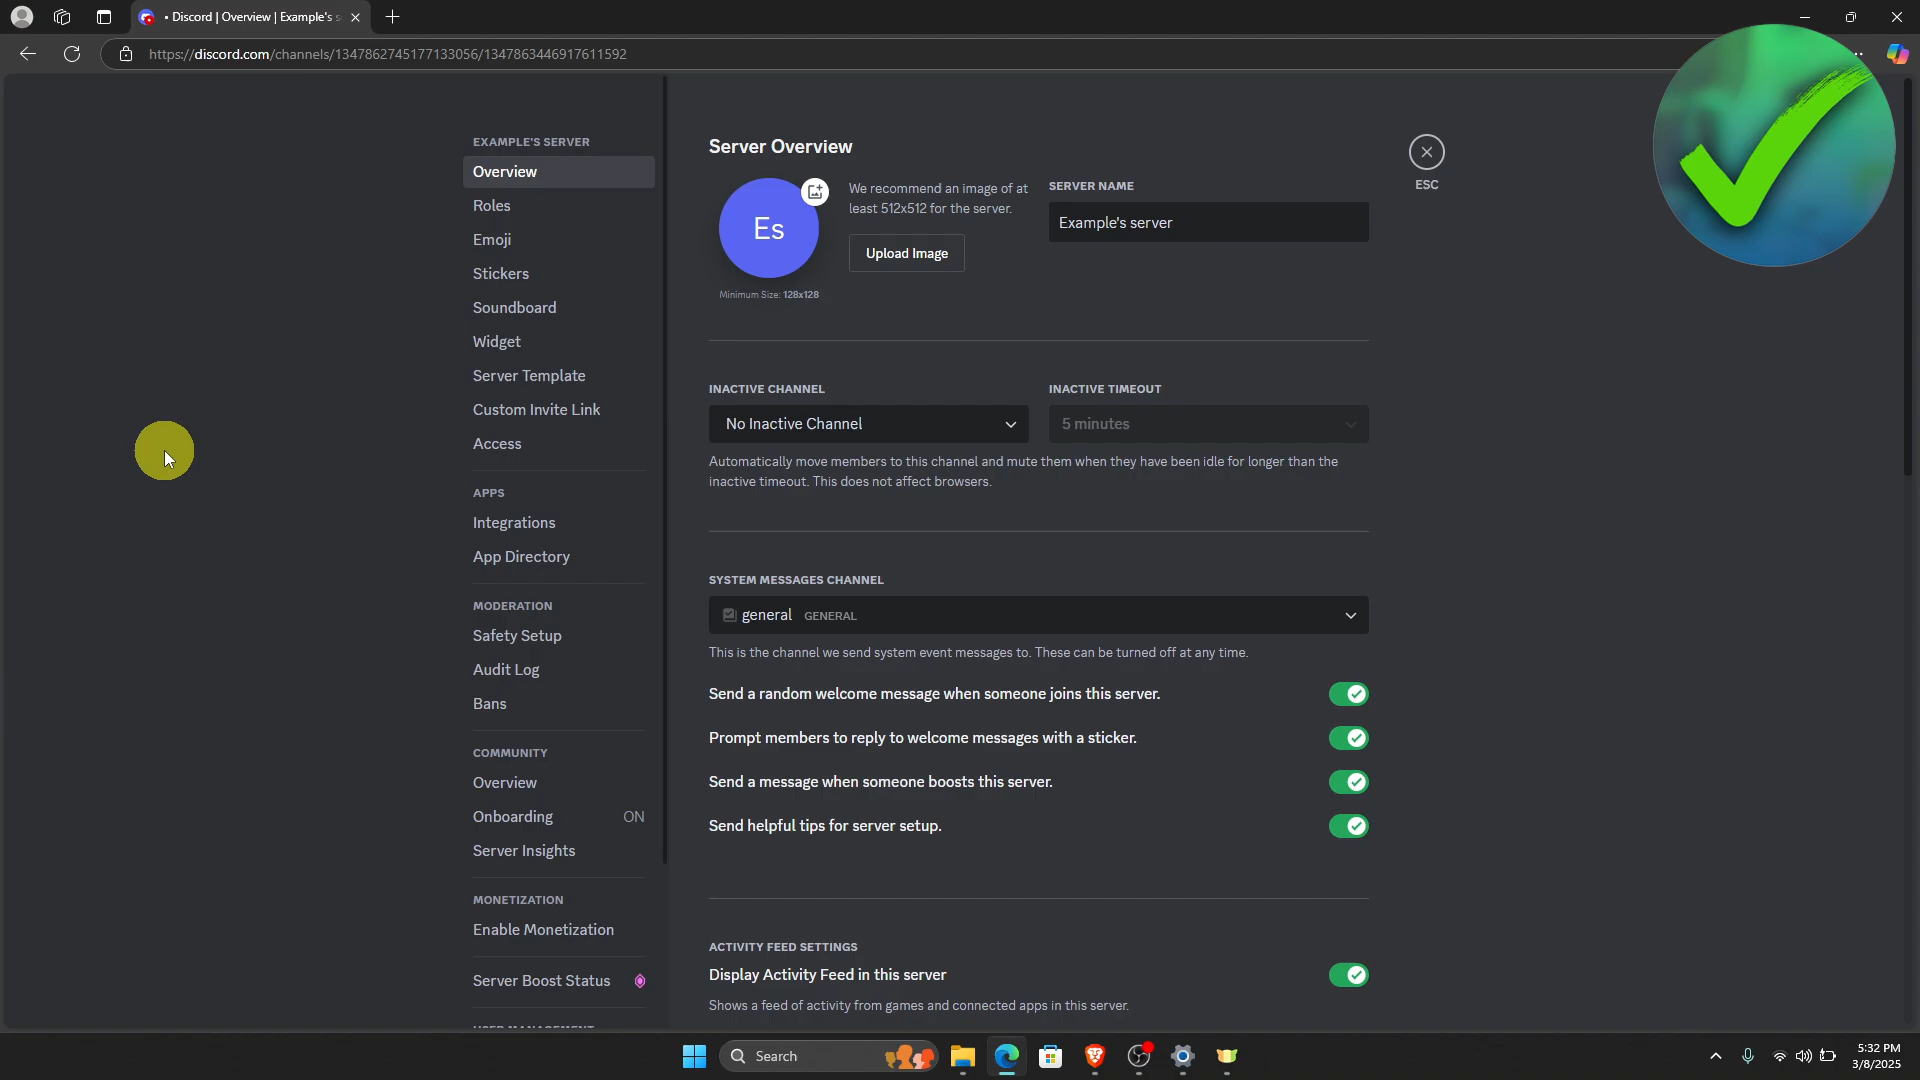 • Discord | Overview | Example's s
https://discord.com/channels/1347862745177133056/1347863446917611592
EXAMPLE'S SERVER
Overview
Roles
Emoji
Stickers
Soundboard
Widget
Server Template
Custom Invite Link
Access
APPS
Integrations
App Directory
MODERATION
Safety Setup
Audit Log
Bans
COMMUNITY
Overview
Onboarding ON
Server Insights
MONETIZATION
Enable Monetization
Server Boost Status
USER MANAGEMENT
Server Overview
Es
Minimum Size: 128x128
We recommend an image of at
least 512x512 for the server.
Upload Image
SERVER NAME
Example's server
ESC
INACTIVE CHANNEL
No Inactive Channel
INACTIVE TIMEOUT
5 minutes
Automatically move members to this channel and mute them when they have been idle for longer than the
inactive timeout. This does not affect browsers.
SYSTEM MESSAGES CHANNEL
general GENERAL
This is the channel we send system event messages to. These can be turned off at any time.
Send a random welcome message when someone joins this server.
Prompt members to reply to welcome messages with a sticker.
Send a message when someone boosts this server.
Send helpful tips for server setup.
ACTIVITY FEED SETTINGS
Display Activity Feed in this server
Shows a feed of activity from games and connected apps in this server.
Search
5:32 PM
3/8/2025